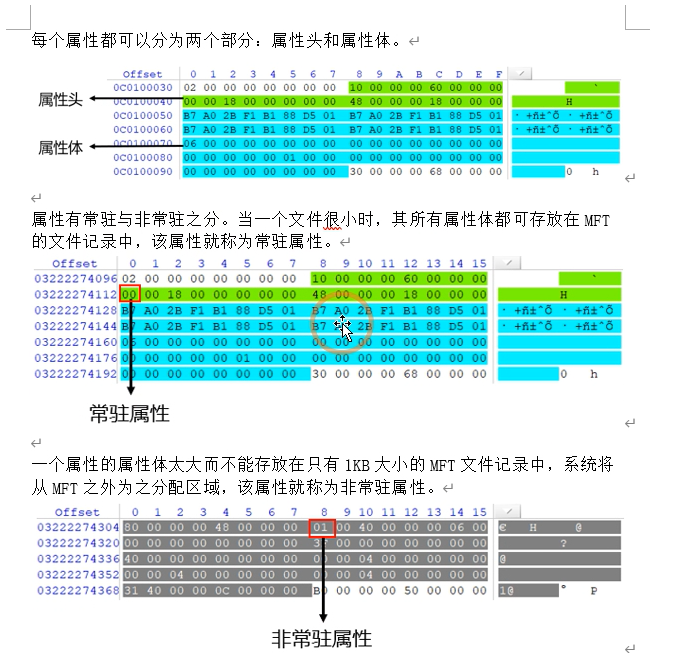 每个属性都可以分为两个部分：属性头和属性体。
Offset 0 1 2 3 4 5 6 7 8 9 A B C D E F
0C0100030 02 00 00 00 00 00 00 00 10 00 00 00 60 00 00 00 `
属性头
0C0100040 00 00 18 00 00 00 00 00 48 00 00 00 18 00 00 00 H
0C0100050 B7 A0 2B F1 B1 88 D5 01 B7 A0 2B F1 B1 88 D5 01 · +ñ±ˆÕ · +ñ±ˆÕ
0C0100060 B7 A0 2B F1 B1 88 D5 01 B7 A0 2B F1 B1 88 D5 01 · +ñ±ˆÕ · +ñ±ˆÕ
属性体
0C0100070 06 00 00 00 00 00 00 00 00 00 00 00 00 00 00 00
0C0100080 00 00 00 00 00 01 00 00 00 00 00 00 00 00 00 00
0C0100090 00 00 00 00 00 00 00 00 30 00 00 00 68 00 00 00 0 h
属性有常驻与非常驻之分。当一个文件很小时，其所有属性体都可存放在 MFT
的文件记录中，该属性就称为常驻属性。
Offset 0 1 2 3 4 5 6 7 8 9 10 11 12 13 14 15
03222274096 02 00 00 00 00 00 00 00 10 00 00 00 60 00 00 00 `
03222274112 00 00 18 00 00 00 00 00 48 00 00 00 18 00 00 00 H
03222274128 B7 A0 2B F1 B1 88 D5 01 B7 A0 2B F1 B1 88 D5 01 · +ñ±ˆÕ · +ñ±ˆÕ
03222274144 B7 A0 2B F1 B1 88 D5 01 B7 2B F1 B1 88 D5 01 · +ñ±ˆÕ · +ñ±ˆÕ
03222274160 06 00 00 00 00 00 00 00 00 00 00 00 00 00 00 00
03222274176 00 00 00 00 01 00 00 00 00 00 00 00 00 00 00
03222274192 00 00 00 00 00 00 00 30 00 00 00 68 00 00 00 0 h
常驻属性
一个属性的属性体太大而不能存放在只有 1KB 大小的 MFT 文件记录中，系统将
从 MFT 之外为之分配区域，该属性就称为非常驻属性。
Offset 0 1 2 3 4 5 6 7 8 9 10 11 12 13 14 15
03222274304 80 00 00 00 48 00 00 00 01 00 40 00 00 00 06 00 € H @
03222274320 00 00 00 00 00 00 00 00 00 00 00 00 00 00 00 ?
03222274336 40 00 00 00 00 00 00 00 00 04 00 00 00 00 00 @
03222274352 00 00 04 00 00 00 00 00 00 04 00 00 00 00 00
03222274368 31 40 00 00 0C 00 00 00 00 00 00 50 00 00 00 1@ ° P
非常驻属性